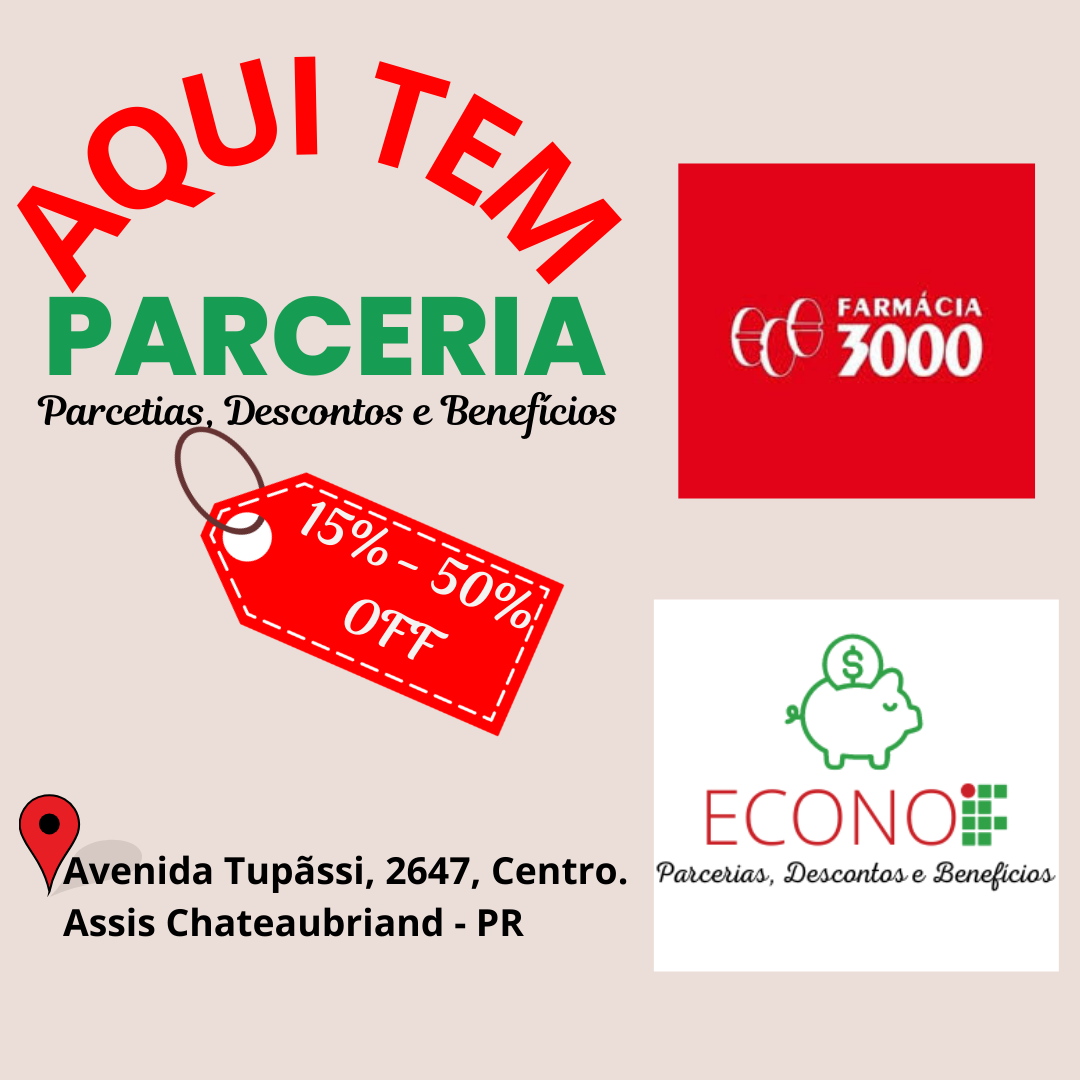 AQUI TEM
PARCERIA
Parcetias, Descontos e Benefícios
15% - 50%
OFF
Avenida Tupãssi, 2647, Centro.
Assis Chateaubriand - PR
FARMÁCIA
3000
$
ECONOIF
Parcerias, Descontos e Benefícios